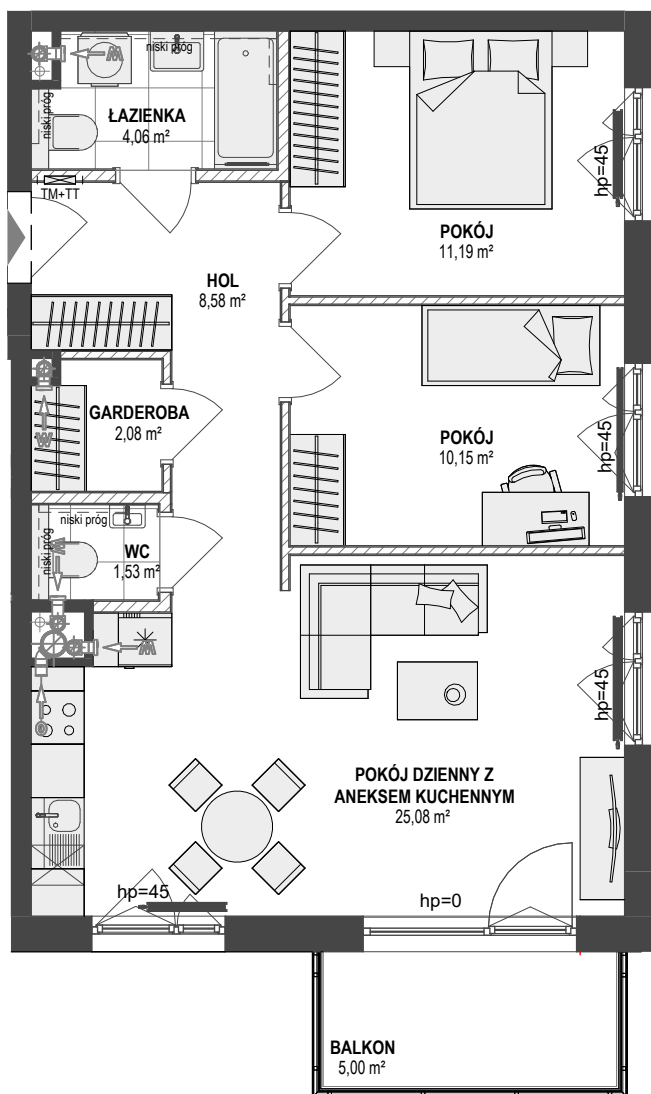 niski próg
niski próg
ŁAZIENKA
4,06 m²
W
TM+TT
POKÓJ
11,19 m²
hp=45
HOL
8,58 m²
GARDEROBA
2,08 m²
W
POKÓJ
10,15 m²
hp=45
niski próg
niski próg
WC
1,53 m²
W
W
O
hp=45
POKÓJ DZIENNY Z
ANEKSEM KUCHENNYM
25,08 m²
hp=45
hp=0
BALKON
5,00 m²